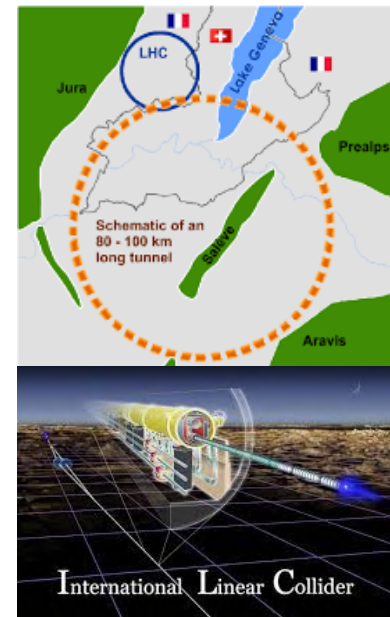 LHC
Jura
Lake Geneva
Prealps
Schematic of an
80 - 100 km
long tunnel
Salève
Aravis
International Linear Collider